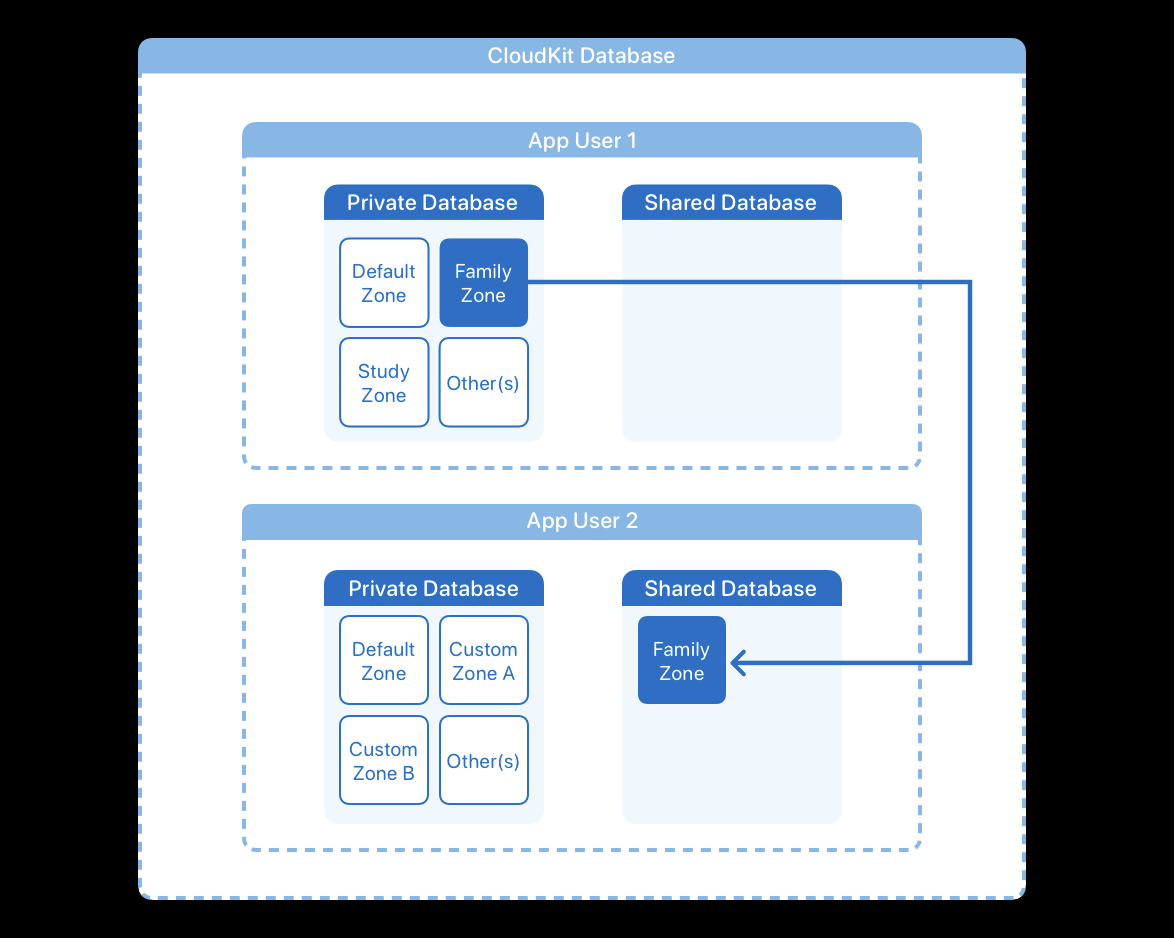 CloudKit Database
App User 1
Private Database
Default
Zone
Family
Zone
Study
Zone
Other(s)
Shared Database
App User 2
Private Database
Default
Zone
Custom
Zone A
Custom
Zone B
Other(s)
Shared Database
Family
Zone